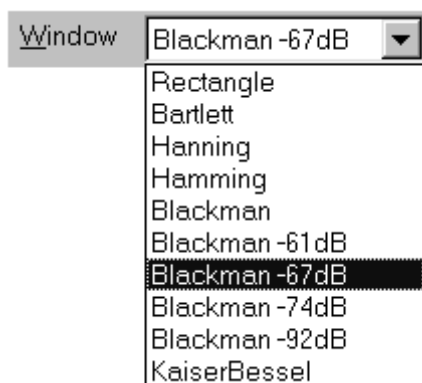 Window Blackman -67dB
Rectangle
Bartlett
Hanning
Hamming
Blackman
Blackman -61dB
Blackman -67dB
Blackman -74dB
Blackman -92dB
KaiserBessel